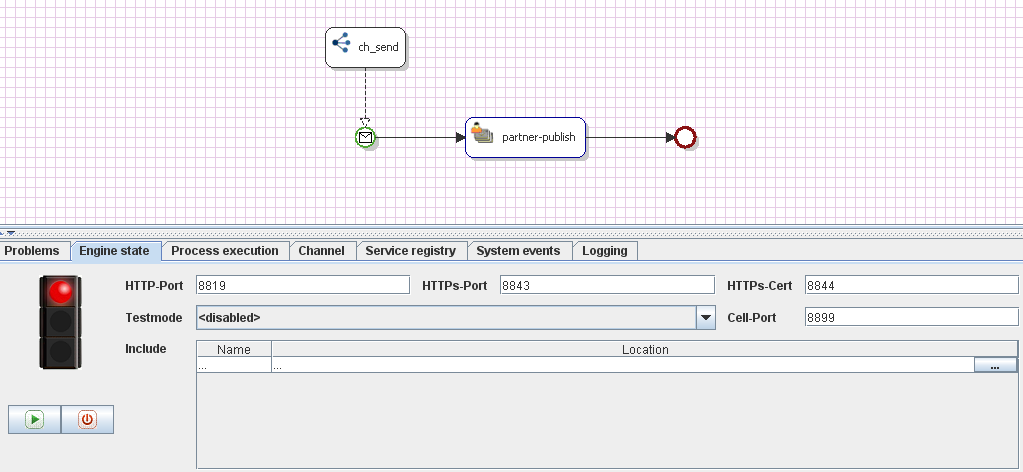 ch_send
partner-publish
Problems Engine state Process execution Channel Service registry System events Logging
HTTP-Port 8819 HTTPs-Port 8843 HTTPs-Cert 8844
Testmode <disabled> Cell-Port 8899
Include Name Location
... ... ...